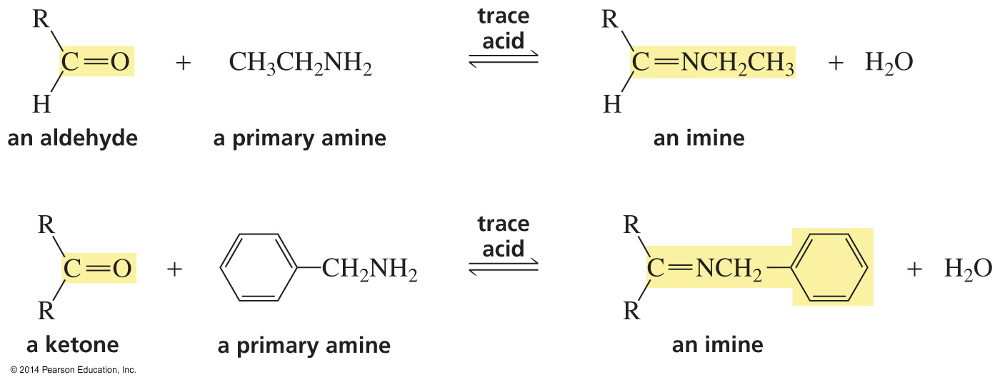 R
trace
acid
R
C=O + CH₃CH₂NH₂ ⇌ C=NCH₂CH₃ + H₂O
H
H
an aldehyde a primary amine an imine
R
trace
acid
R
C=O + CH₂NH₂ ⇌ C=NCH₂ + H₂O
R
R
a ketone a primary amine an imine
© 2014 Pearson Education, Inc.